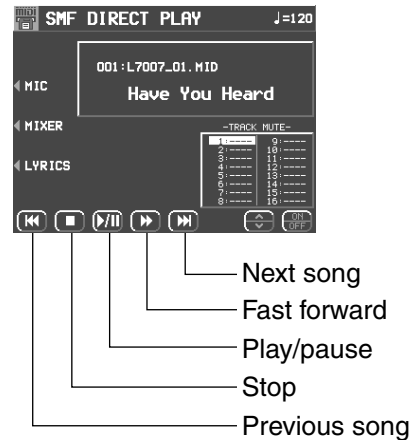 MIDI SMF DIRECT PLAY ♩=120
001:L7007_01.MID
Have You Heard
MIC
MIXER
LYRICS
-TRACK MUTE-
1:---- 9:----
2:---- 10:----
3:---- 11:----
4:---- 12:----
5:---- 13:----
6:---- 14:----
7:---- 15:----
8:---- 16:----
ON
OFF
Next song
Fast forward
Play/pause
Stop
Previous song